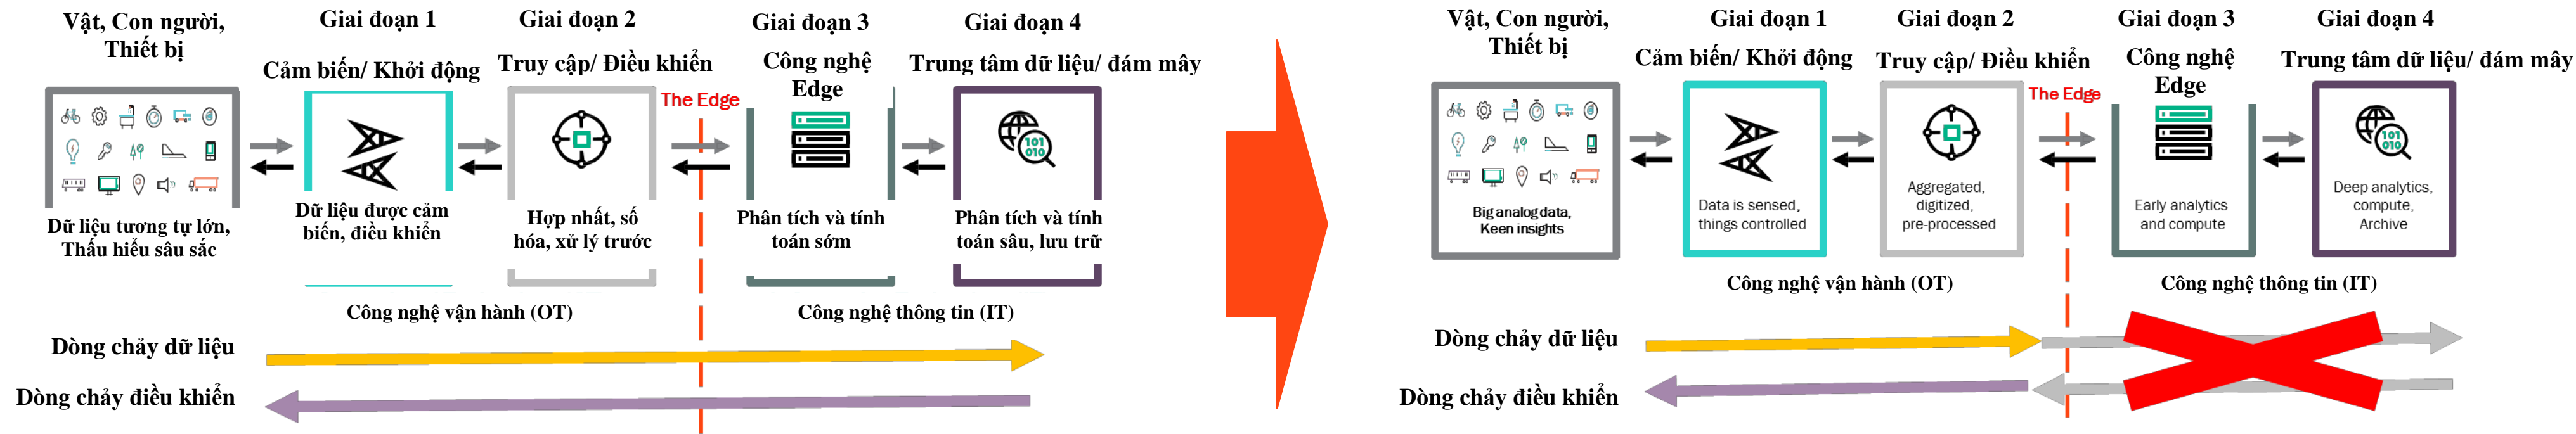 Vật, Con người,
Thiết bị
Giai đoạn 1
Giai đoạn 2
Giai đoạn 3
Giai đoạn 4
Cảm biến/ Khởi động
Truy cập/ Điều khiển
Công nghệ
Edge
Trung tâm dữ liệu/ đám mây
The Edge
101
010
Dữ liệu tương tự lớn,
Thấu hiểu sâu sắc
Dữ liệu được cảm
biến, điều khiển
Hợp nhất, số
hóa, xử lý trước
Phân tích và tính
toán sớm
Phân tích và tính
toán sâu, lưu trữ
Công nghệ vận hành (OT)
Công nghệ thông tin (IT)
Dòng chảy dữ liệu
Dòng chảy điều khiển
Vật, Con người,
Thiết bị
Giai đoạn 1
Giai đoạn 2
Giai đoạn 3
Giai đoạn 4
Cảm biến/ Khởi động
Truy cập/ Điều khiển
Công nghệ
Edge
Trung tâm dữ liệu/ đám mây
The Edge
101
010
Big analog data,
Keen insights
Data is sensed,
things controlled
Aggregated,
digitized,
pre-processed
Early analytics
and compute
Deep analytics,
compute,
Archive
Công nghệ vận hành (OT)
Công nghệ thông tin (IT)
Dòng chảy dữ liệu
Dòng chảy điều khiển